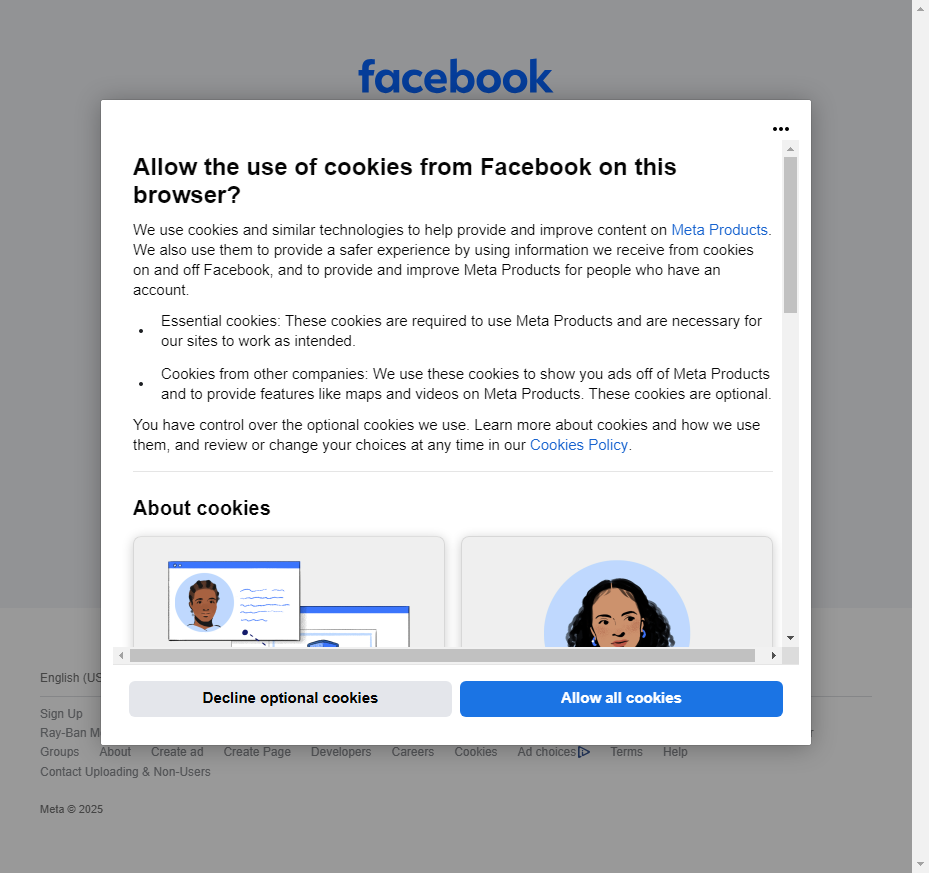 facebook
Allow the use of cookies from Facebook on this
browser?
We use cookies and similar technologies to help provide and improve content on Meta Products.
We also use them to provide a safer experience by using information we receive from cookies
on and off Facebook, and to provide and improve Meta Products for people who have an
account.
• Essential cookies: These cookies are required to use Meta Products and are necessary for
our sites to work as intended.
• Cookies from other companies: We use these cookies to show you ads off of Meta Products
and to provide features like maps and videos on Meta Products. These cookies are optional.
You have control over the optional cookies we use. Learn more about cookies and how we use
them, and review or change your choices at any time in our Cookies Policy.
About cookies
Decline optional cookies
Allow all cookies
English (US
Sign Up
Ray-Ban M
Groups About Create ad Create Page Developers Careers Cookies Ad choices Terms Help
Contact Uploading & Non-Users
Meta © 2025